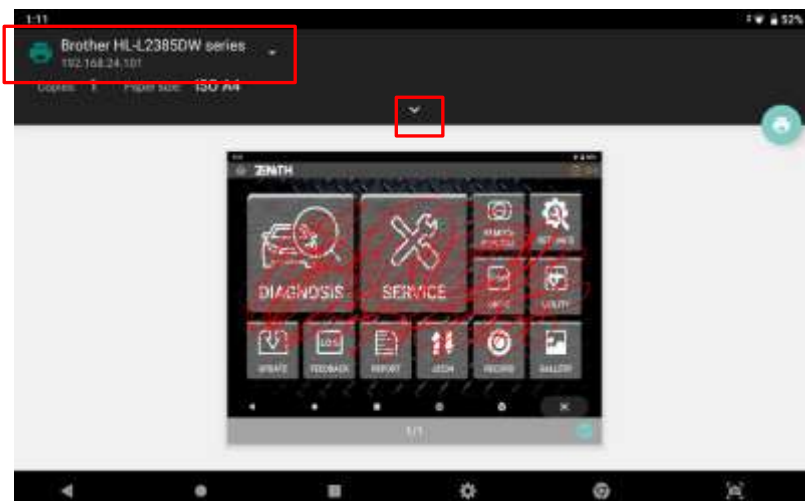 1:11
52%
Brother HL-L2385DW series
192.168.24.101
Copies: 1 Paper size: ISO A4
ZENITH
DIAGNOSIS
SERVICE
SETTINGS
UTILITY
UPDATE
FEEDBACK
REPORT
RECORD
GALLERY
1/1